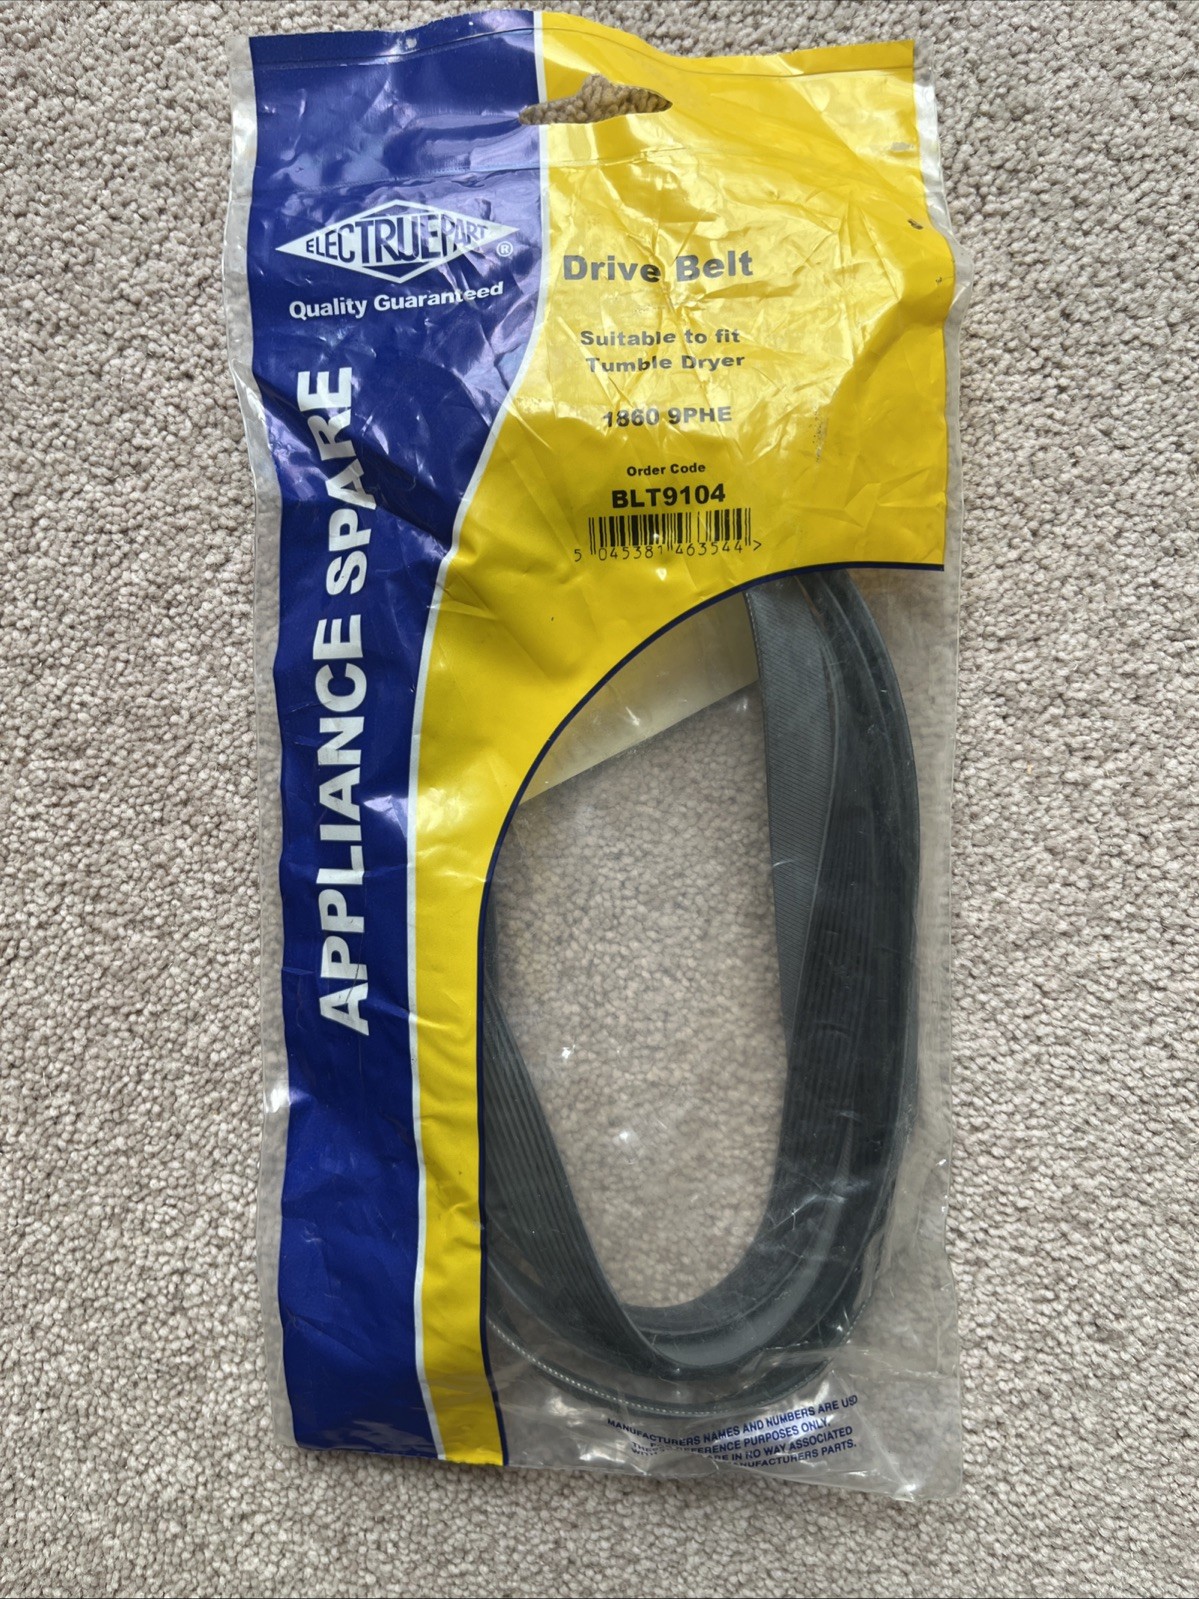 ELECTRUEPART ®
Quality Guaranteed
APPLIANCE SPARE
Drive Belt
Suitable to fit
Tumble Dryer
1860 9PHE
Order Code
BLT9104
5 045381 463544 >
MANUFACTURERS NAMES AND NUMBERS ARE
REFERENCE PURPOSES ONLY.
ARE IN NO WAY ASSOCIATED
MANUFACTURERS PARTS.